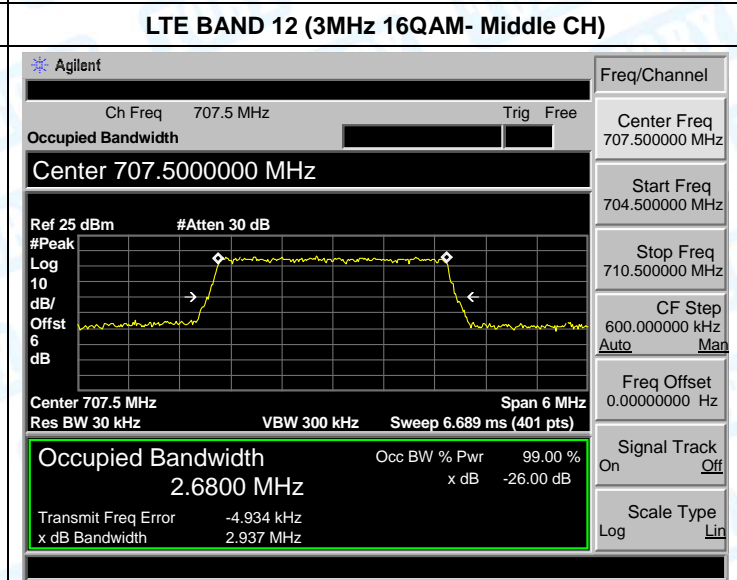 LTE BAND 12 (3MHz 16QAM- Middle CH)
Agilent
Ch Freq 707.5 MHz Trig Free
Occupied Bandwidth
Center 707.5000000 MHz
Ref 25 dBm #Atten 30 dB
#Peak
Log
10
dB/
Offst
6
dB
Center 707.5 MHz Span 6 MHz
Res BW 30 kHz VBW 300 kHz Sweep 6.689 ms (401 pts)
Occupied Bandwidth Occ BW % Pwr 99.00 %
2.6800 MHz x dB -26.00 dB
Transmit Freq Error -4.934 kHz
x dB Bandwidth 2.937 MHz
Freq/Channel
Center Freq
707.500000 MHz
Start Freq
704.500000 MHz
Stop Freq
710.500000 MHz
CF Step
600.000000 kHz
Auto Man
Freq Offset
0.00000000 Hz
Signal Track
On Off
Scale Type
Log Lin